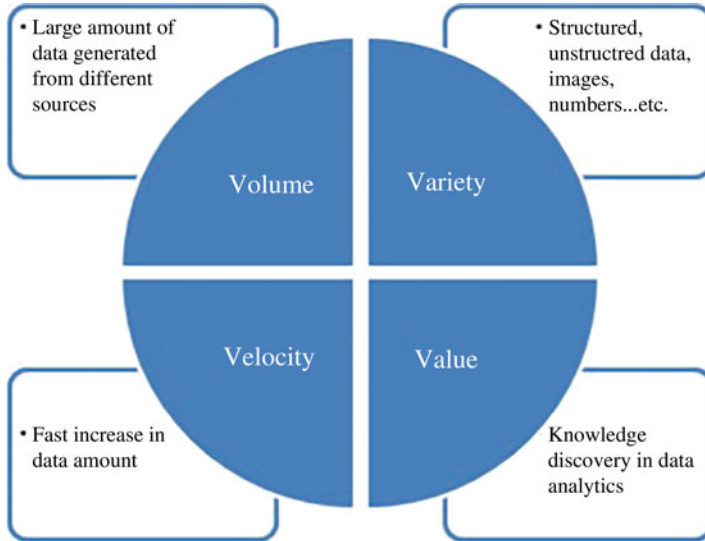 • Large amount of
data generated
from different
sources
• Structured,
unstructred data,
images,
numbers...etc.
Volume
Variety
Velocity
Value
• Fast increase in
data amount
Knowledge
discovery in data
analytics